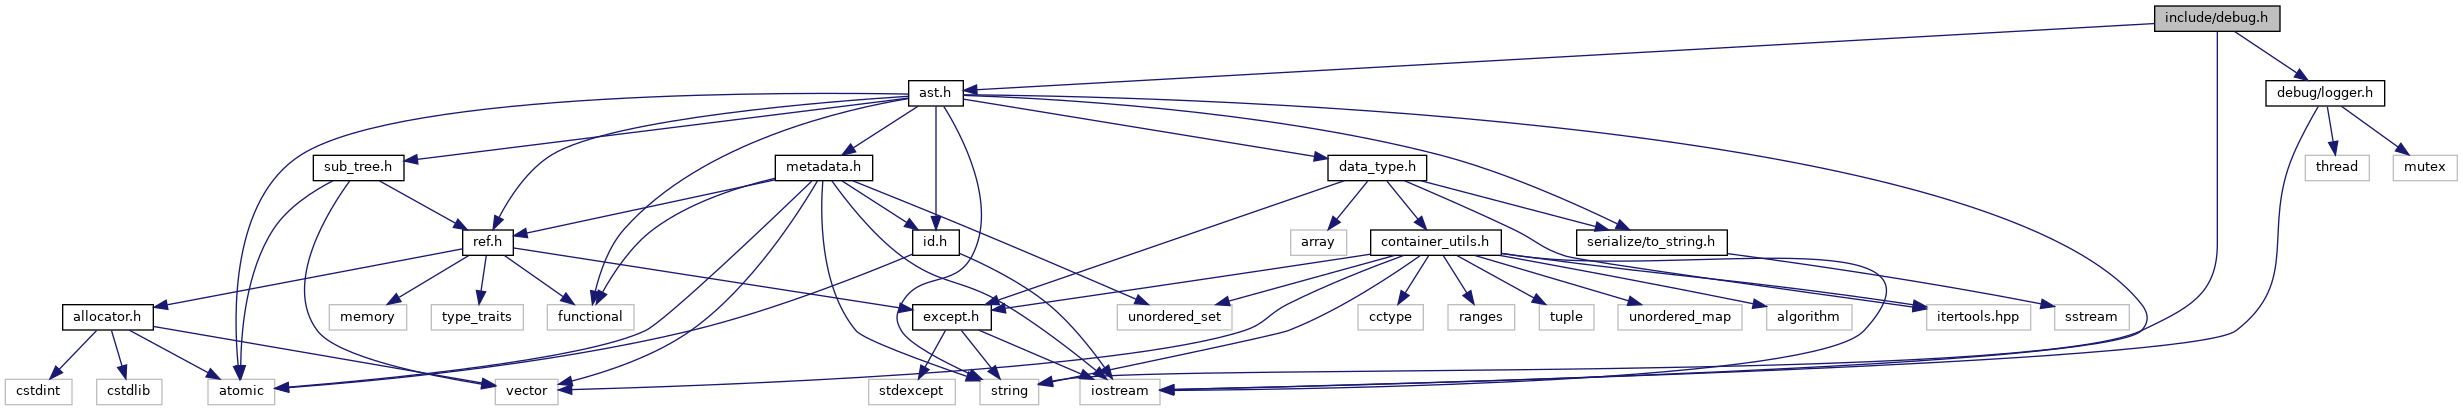 include/debug.h
ast.h
debug/logger.h
sub_tree.h
metadata.h
data_type.h
thread
mutex
ref.h
id.h
array
container_utils.h
serialize/to_string.h
allocator.h
memory
type_traits
functional
except.h
unordered_set
cctype
ranges
tuple
unordered_map
algorithm
itertools.hpp
sstream
cstdint
cstdlib
atomic
vector
stdexcept
string
iostream